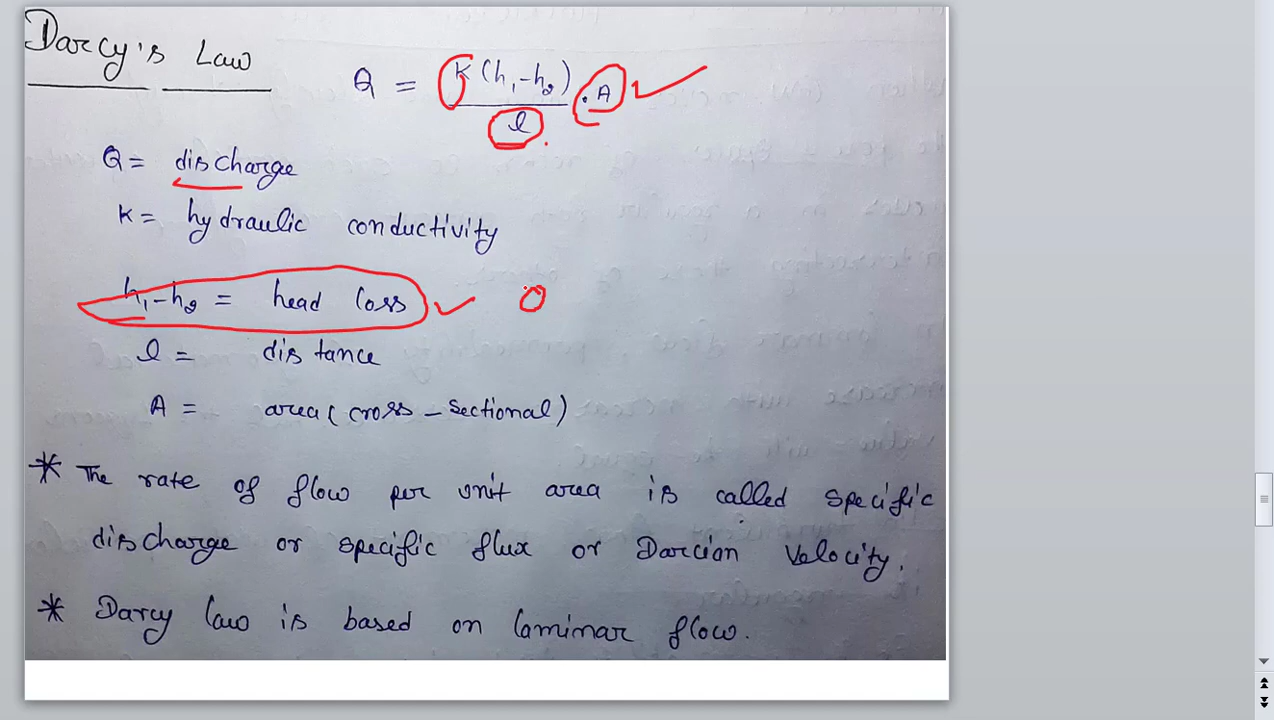 Darcy's Law
Q = K (h₁-h₂) / l . A
Q = discharge
K = hydraulic conductivity
h₁-h₂ = head loss
l = distance
A = area (cross-sectional)
* The rate of flow per unit area is called specific
discharge or specific flux or Darcian Velocity.
* Darcy law is based on laminar flow.